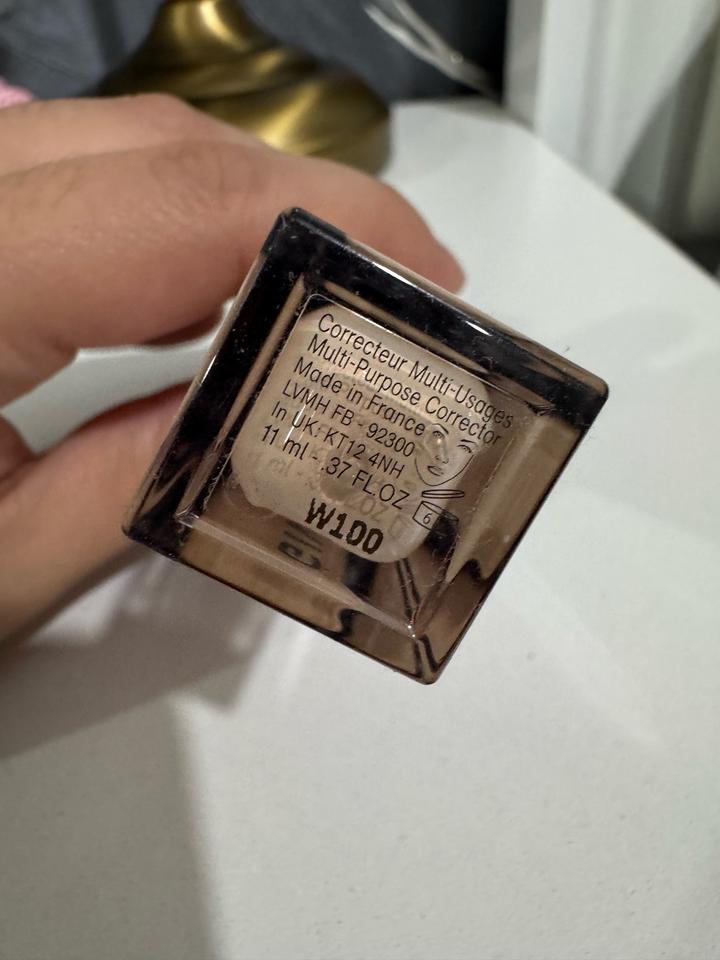 Correcteur Multi-Usages
Multi-Purpose Corrector
Made in France
LVMH FB - 92300
In UK: KT12 4NH
11 ml - .37 FL.OZ
6
W100